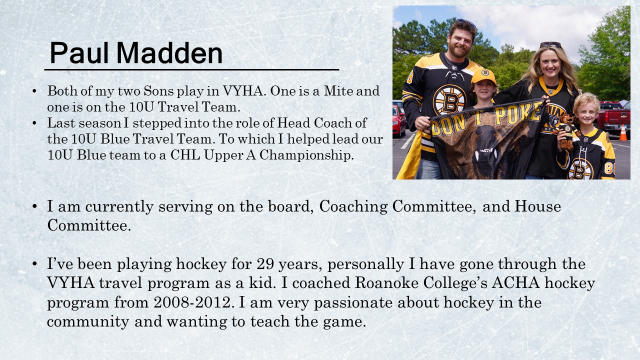 Paul Madden
• Both of my two Sons play in VYHA. One is a Mite and
one is on the 10U Travel Team.
• Last season I stepped into the role of Head Coach of
the 10U Blue Travel Team. To which I helped lead our
10U Blue team to a CHL Upper A Championship.
DON'T POKE
• I am currently serving on the board, Coaching Committee, and House
Committee.
• I've been playing hockey for 29 years, personally I have gone through the
VYHA travel program as a kid. I coached Roanoke College's ACHA hockey
program from 2008-2012. I am very passionate about hockey in the
community and wanting to teach the game.